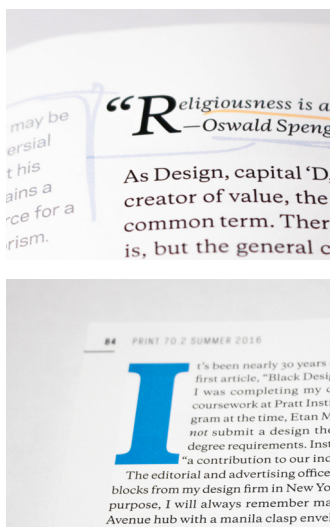 may be
ersial
t his
ains a
rce for a
rism.
“Religiousness is a
—Oswald Speng
As Design, capital ‘D,
creator of value, the
common term. Ther
is, but the general c
84 PRINT 70.2 SUMMER 2016
It’s been nearly 30 years
first article, “Black Desi
I was completing my c
coursework at Pratt Inst
gram at the time, Etan M
not submit a design the
degree requirements. Inst
“a contribution to our ind
The editorial and advertising office
blocks from my design firm in New Yo
purpose, I will always remember ma
Avenue hub with a manila clasp enve